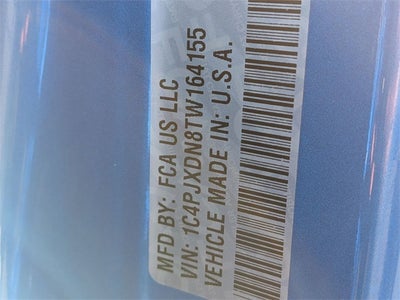 MFD BY: FCA US LLC
VIN: 1C4PJXDN8TW164155
VEHICLE MADE IN: U.S.A.